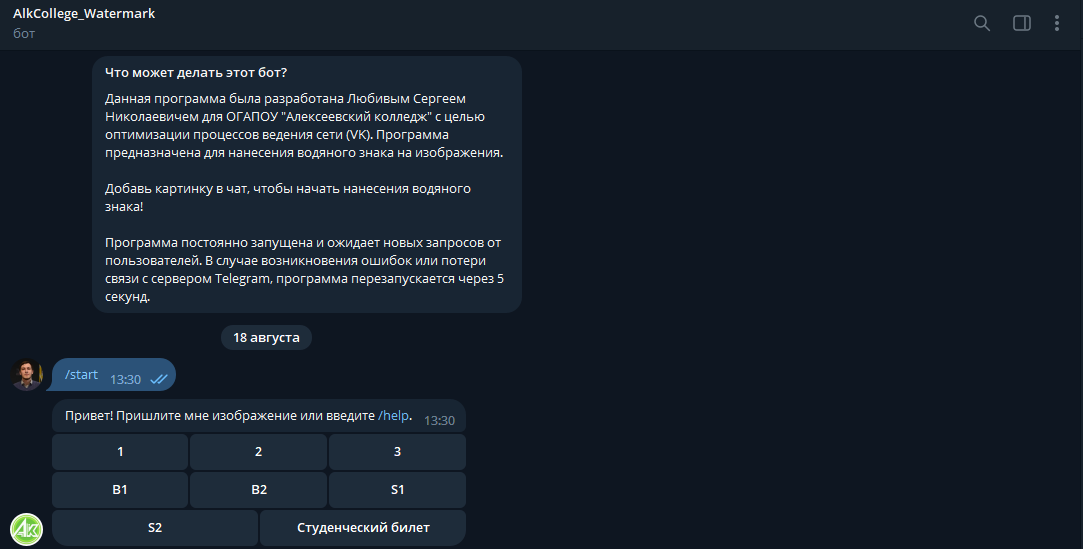 AlkCollege_Watermark
бот
Что может делать этот бот?
Данная программа была разработана Любивым Сергеем
Николаевичем для ОГАПОУ "Алексеевский колледж" с целью
оптимизации процессов ведения сети (VK). Программа
предназначена для нанесения водяного знака на изображения.
Добавь картинку в чат, чтобы начать нанесения водяного
знака!
Программа постоянно запущена и ожидает новых запросов от
пользователей. В случае возникновения ошибок или потери
связи с сервером Telegram, программа перезапускается через 5
секунд.
18 августа
/start 13:30
Привет! Пришлите мне изображение или введите /help. 13:30
1 2 3
B1 B2 S1
S2 Студенческий билет
Ak